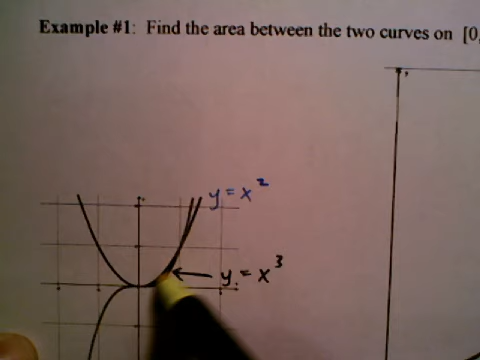 Example #1: Find the area between the two curves on [0,
y = x²
y = x³